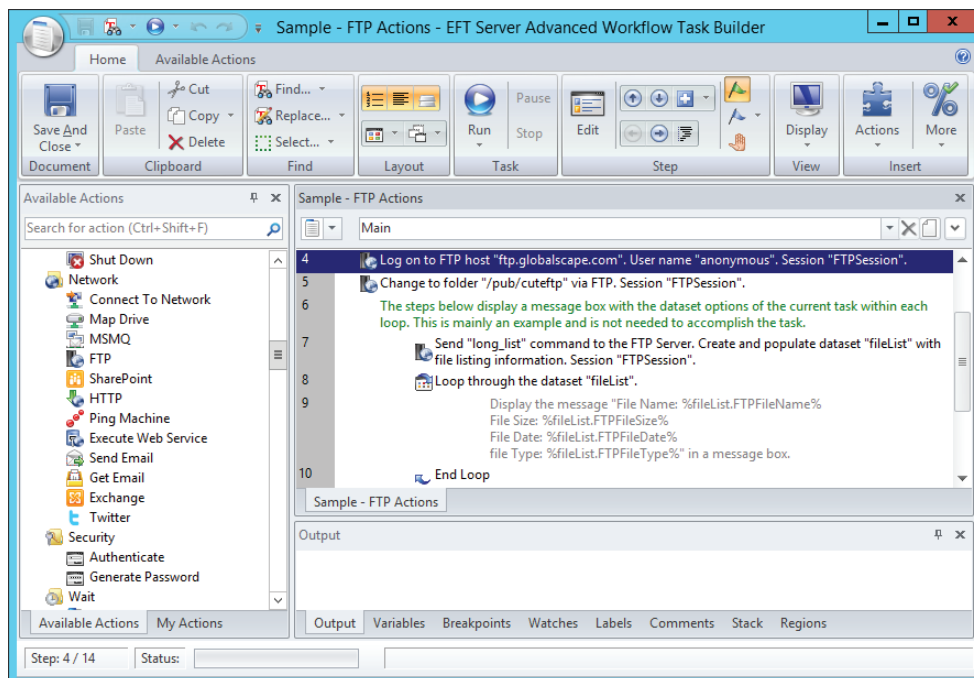 Sample - FTP Actions - EFT Server Advanced Workflow Task Builder
Home
Available Actions
Save And
Close
Paste
Cut
Copy
Delete
Find...
Replace...
Select...
Run
Pause
Stop
Edit
Display
Actions
More
Document
Clipboard
Find
Layout
Task
Step
View
Insert
Available Actions
Search for action (Ctrl+Shift+F)
Shut Down
Network
Connect To Network
Map Drive
MSMQ
FTP
SharePoint
HTTP
Ping Machine
Execute Web Service
Send Email
Get Email
Exchange
Twitter
Security
Authenticate
Generate Password
Wait
Available Actions
My Actions
Sample - FTP Actions
Main
4 Log on to FTP host "ftp.globalscape.com". User name "anonymous". Session "FTPSession".
5 Change to folder "/pub/cuteftp" via FTP. Session "FTPSession".
6 The steps below display a message box with the dataset options of the current task within each
loop. This is mainly an example and is not needed to accomplish the task.
7 Send "long_list" command to the FTP Server. Create and populate dataset "fileList" with
file listing information. Session "FTPSession".
8 Loop through the dataset "fileList".
9 Display the message "File Name: %fileList.FTPFileName%
File Size: %fileList.FTPFileSize%
File Date: %fileList.FTPFileDate%
file Type: %fileList.FTPFileType%" in a message box.
10 End Loop
Sample - FTP Actions
Output
Output
Variables
Breakpoints
Watches
Labels
Comments
Stack
Regions
Step: 4 / 14
Status: